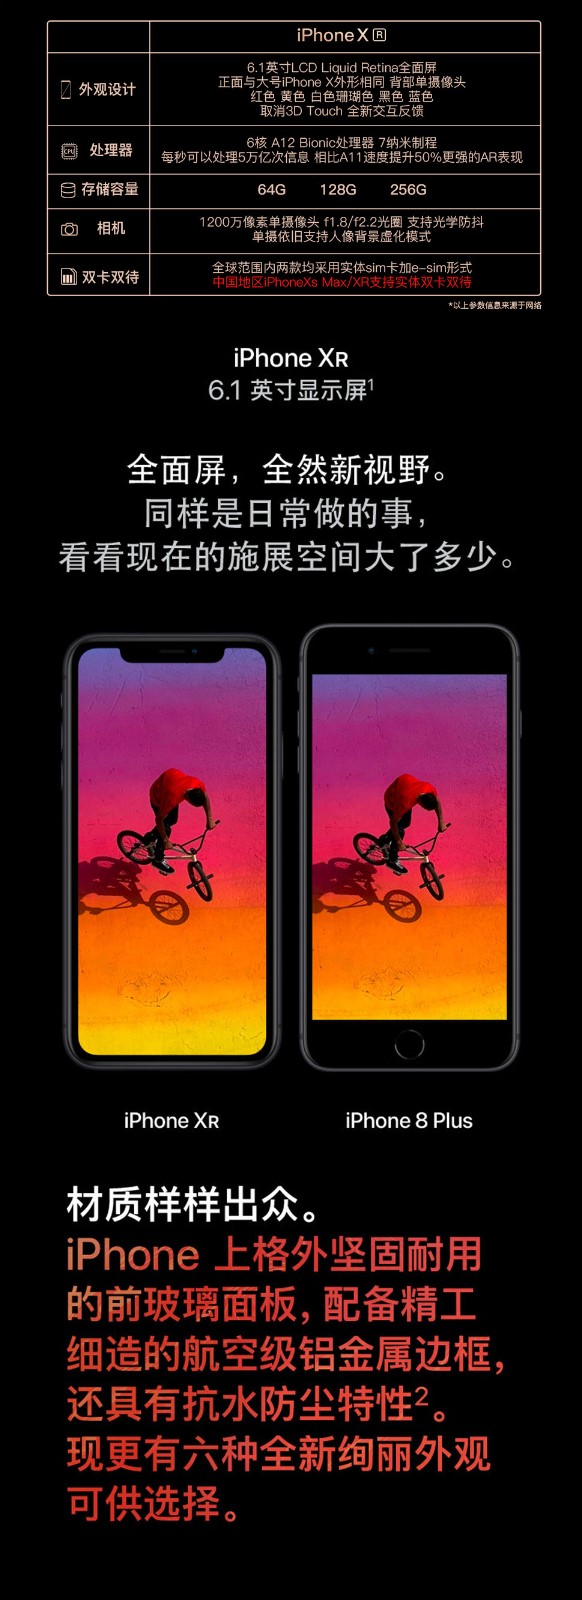 iPhone X R
外观设计
6.1英寸LCD Liquid Retina全面屏
正面与大号iPhone X外形相同 背部单摄像头
红色 黄色 白色珊瑚色 黑色 蓝色
取消3D Touch 全新交互反馈
CPU
处理器
6核 A12 Bionic处理器 7纳米制程
每秒可以处理5万亿次信息 相比A11速度提升50%更强的AR表现
存储容量
64G 128G 256G
相机
1200万像素单摄像头 f1.8/f2.2光圈 支持光学防抖
单摄依旧支持人像背景虚化模式
双卡双待
全球范围内两款均采用实体sim卡加e-sim形式
中国地区iPhoneXs Max/XR支持实体双卡双待
*以上参数信息来源于网络
iPhone XR
6.1 英寸显示屏1
全面屏，全然新视野。
同样是日常做的事，
看看现在的施展空间大了多少。
iPhone XR
iPhone 8 Plus
材质样样出众。
iPhone 上格外坚固耐用
的前玻璃面板，配备精工
细造的航空级铝金属边框，
还具有抗水防尘特性2。
现更有六种全新绚丽外观
可供选择。